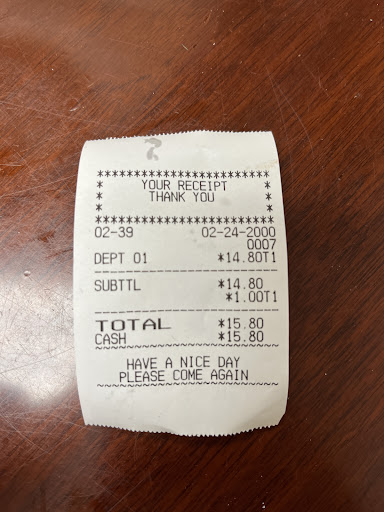 ********************
* YOUR RECEIPT *
* THANK YOU *
* *
********************
02-39 02-24-2000
0007
DEPT 01 *14.80T1
SUBTTL *14.80
*1.00T1
TOTAL *15.80
CASH *15.80
HAVE A NICE DAY
PLEASE COME AGAIN